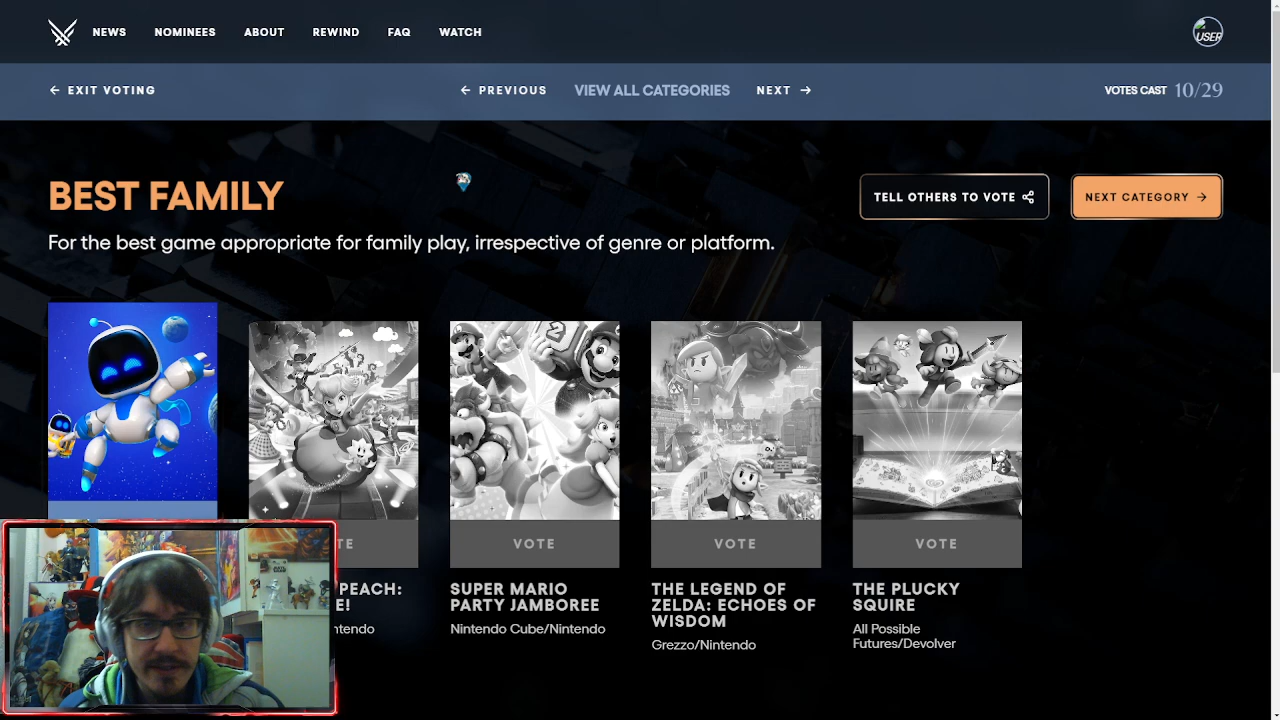 NEWS
NOMINEES
ABOUT
REWIND
FAQ
WATCH
USER
EXIT VOTING
PREVIOUS
VIEW ALL CATEGORIES
NEXT
VOTES CAST 10/29
BEST FAMILY
TELL OTHERS TO VOTE
NEXT CATEGORY
For the best game appropriate for family play, irrespective of genre or platform.
VOTE
VOTE
VOTE
PEACH:
SUPER MARIO
PARTY JAMBOREE
Nintendo Cube/Nintendo
THE LEGEND OF
ZELDA: ECHOES OF
WISDOM
Grezzo/Nintendo
THE PLUCKY
SQUIRE
All Possible
Futures/Devolver